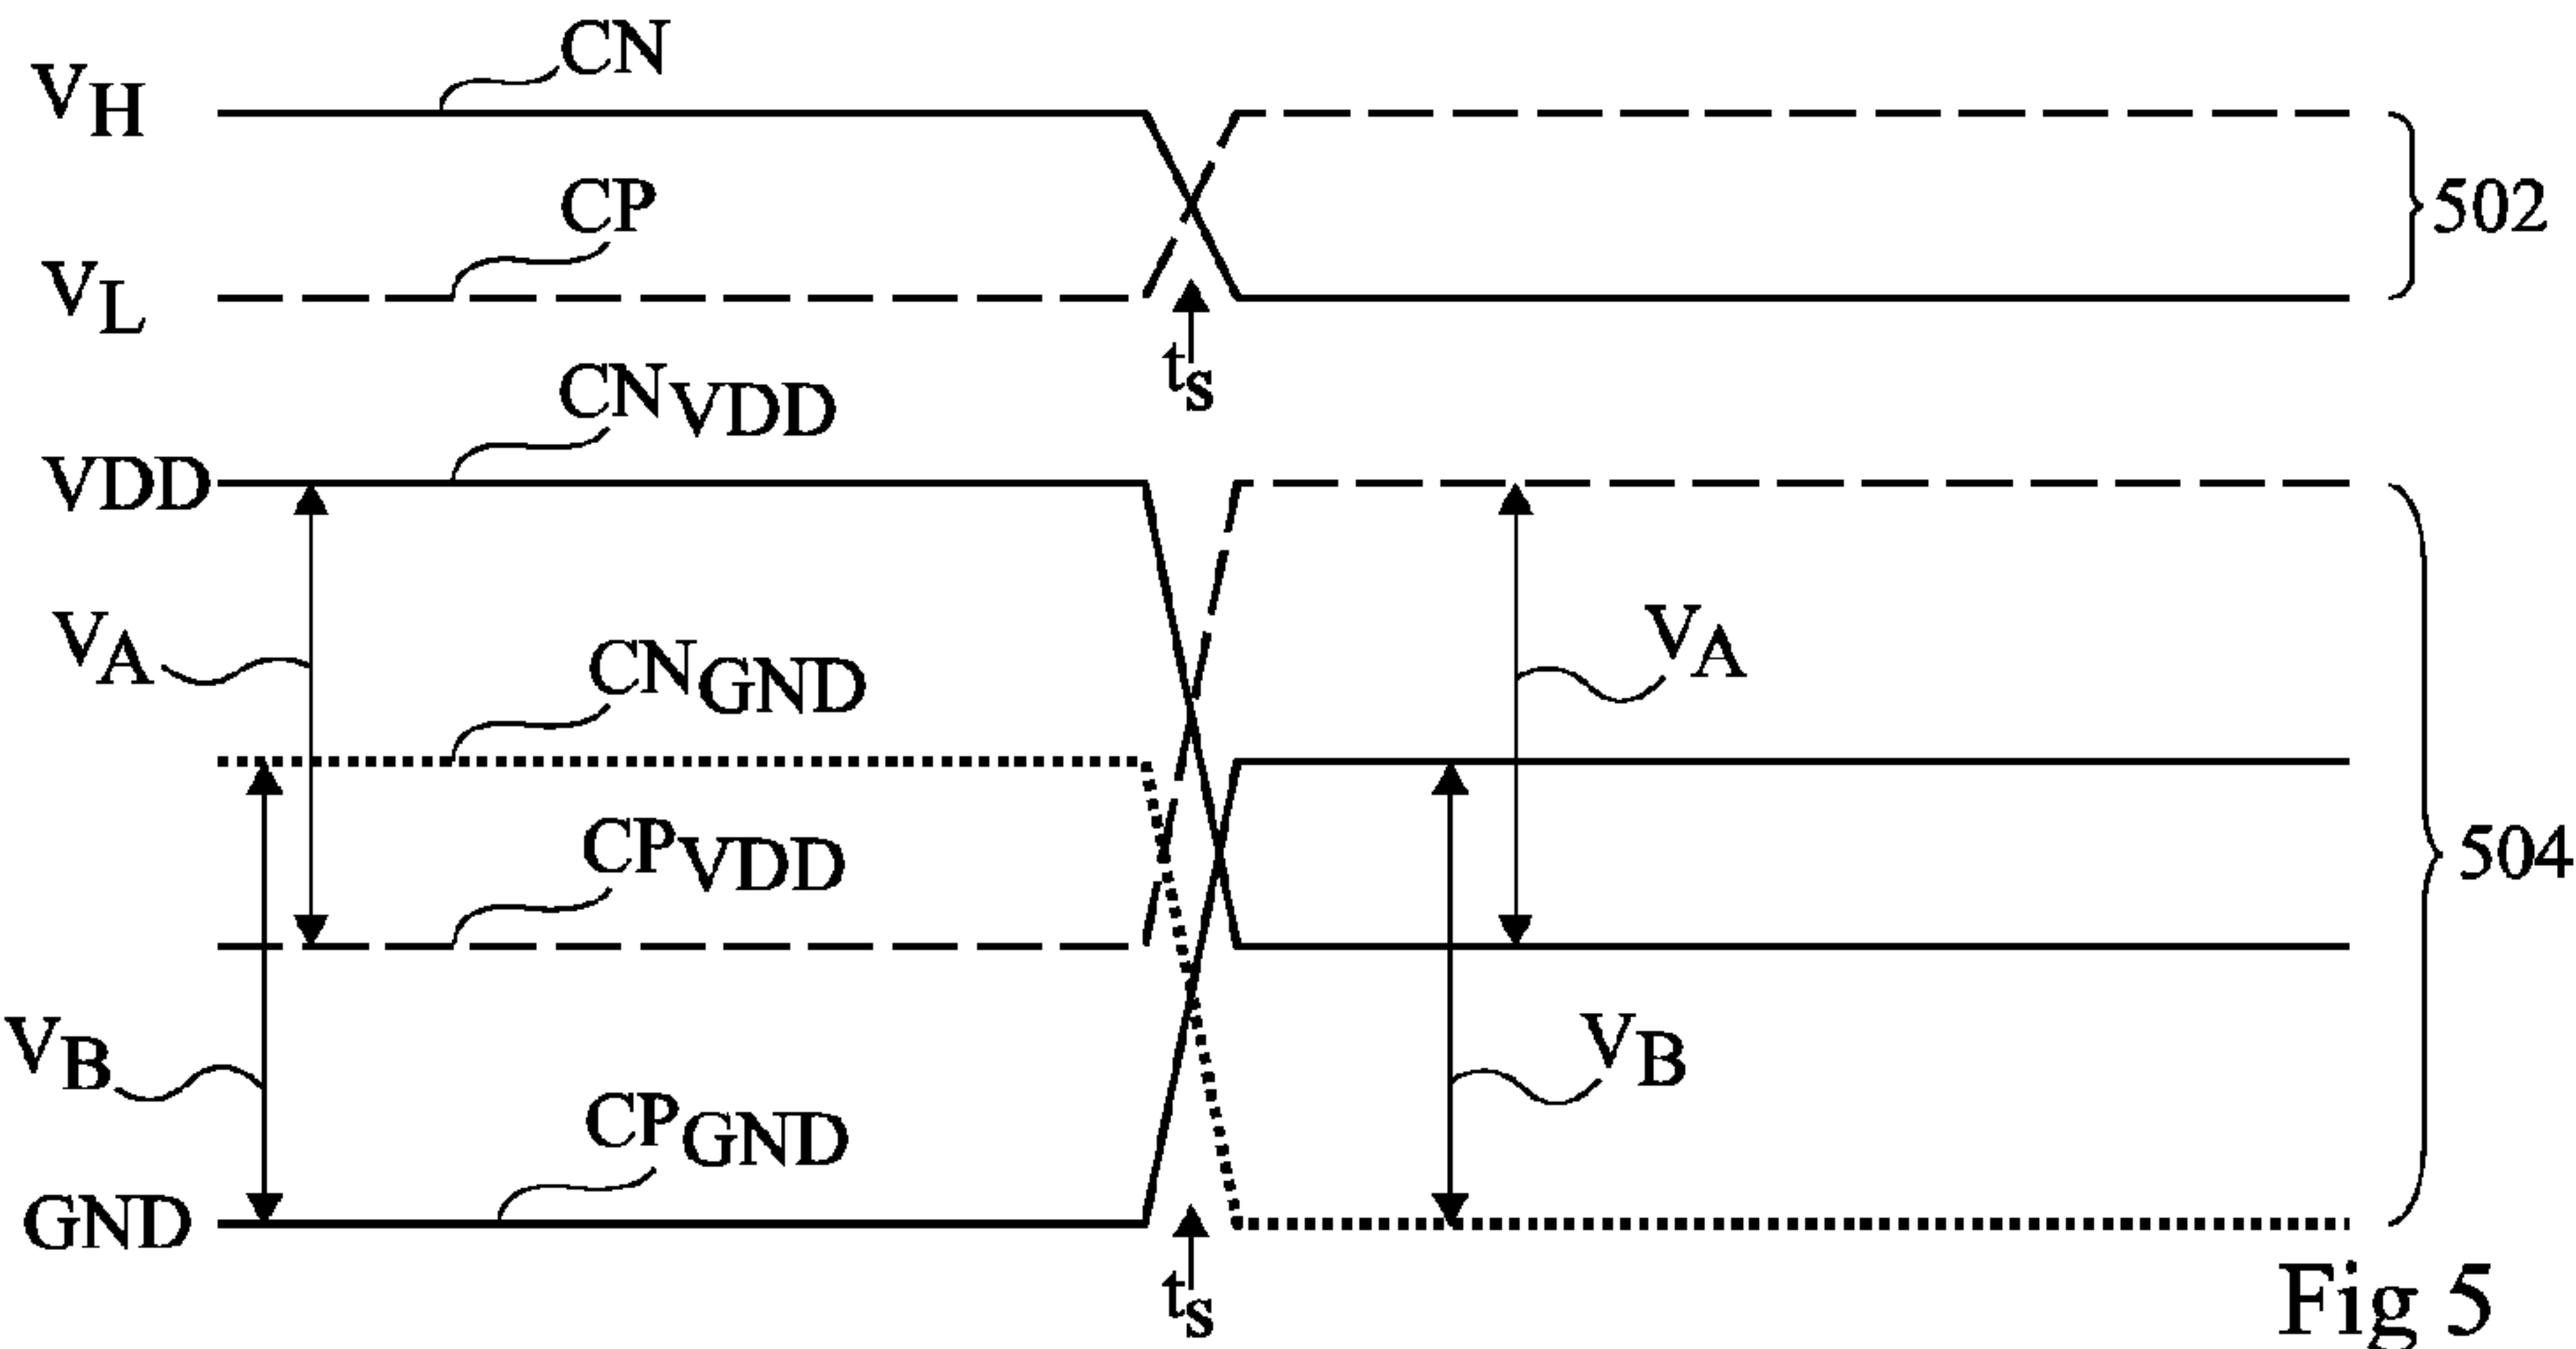 CN
VH
CP
502
VL
ts
CNVDD
VDD
VA
VA
CNGND
CPVDD
504
VB
VB
CPGND
GND
ts
Fig 5